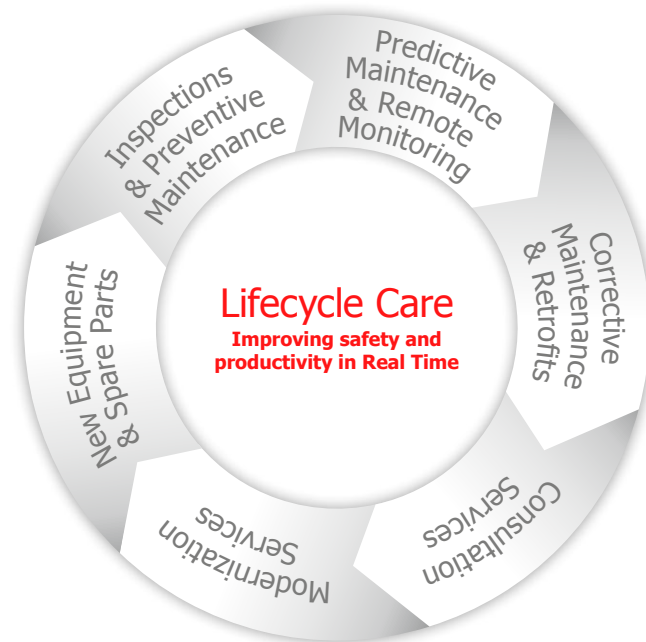 Predictive
Maintenance
& Remote
Monitoring
Corrective
Maintenance
& Retrofits
Consultation
Services
Modernization
Services
New Equipment
& Spare Parts
Inspections
& Preventive
Maintenance
Lifecycle Care
Improving safety and
productivity in Real Time